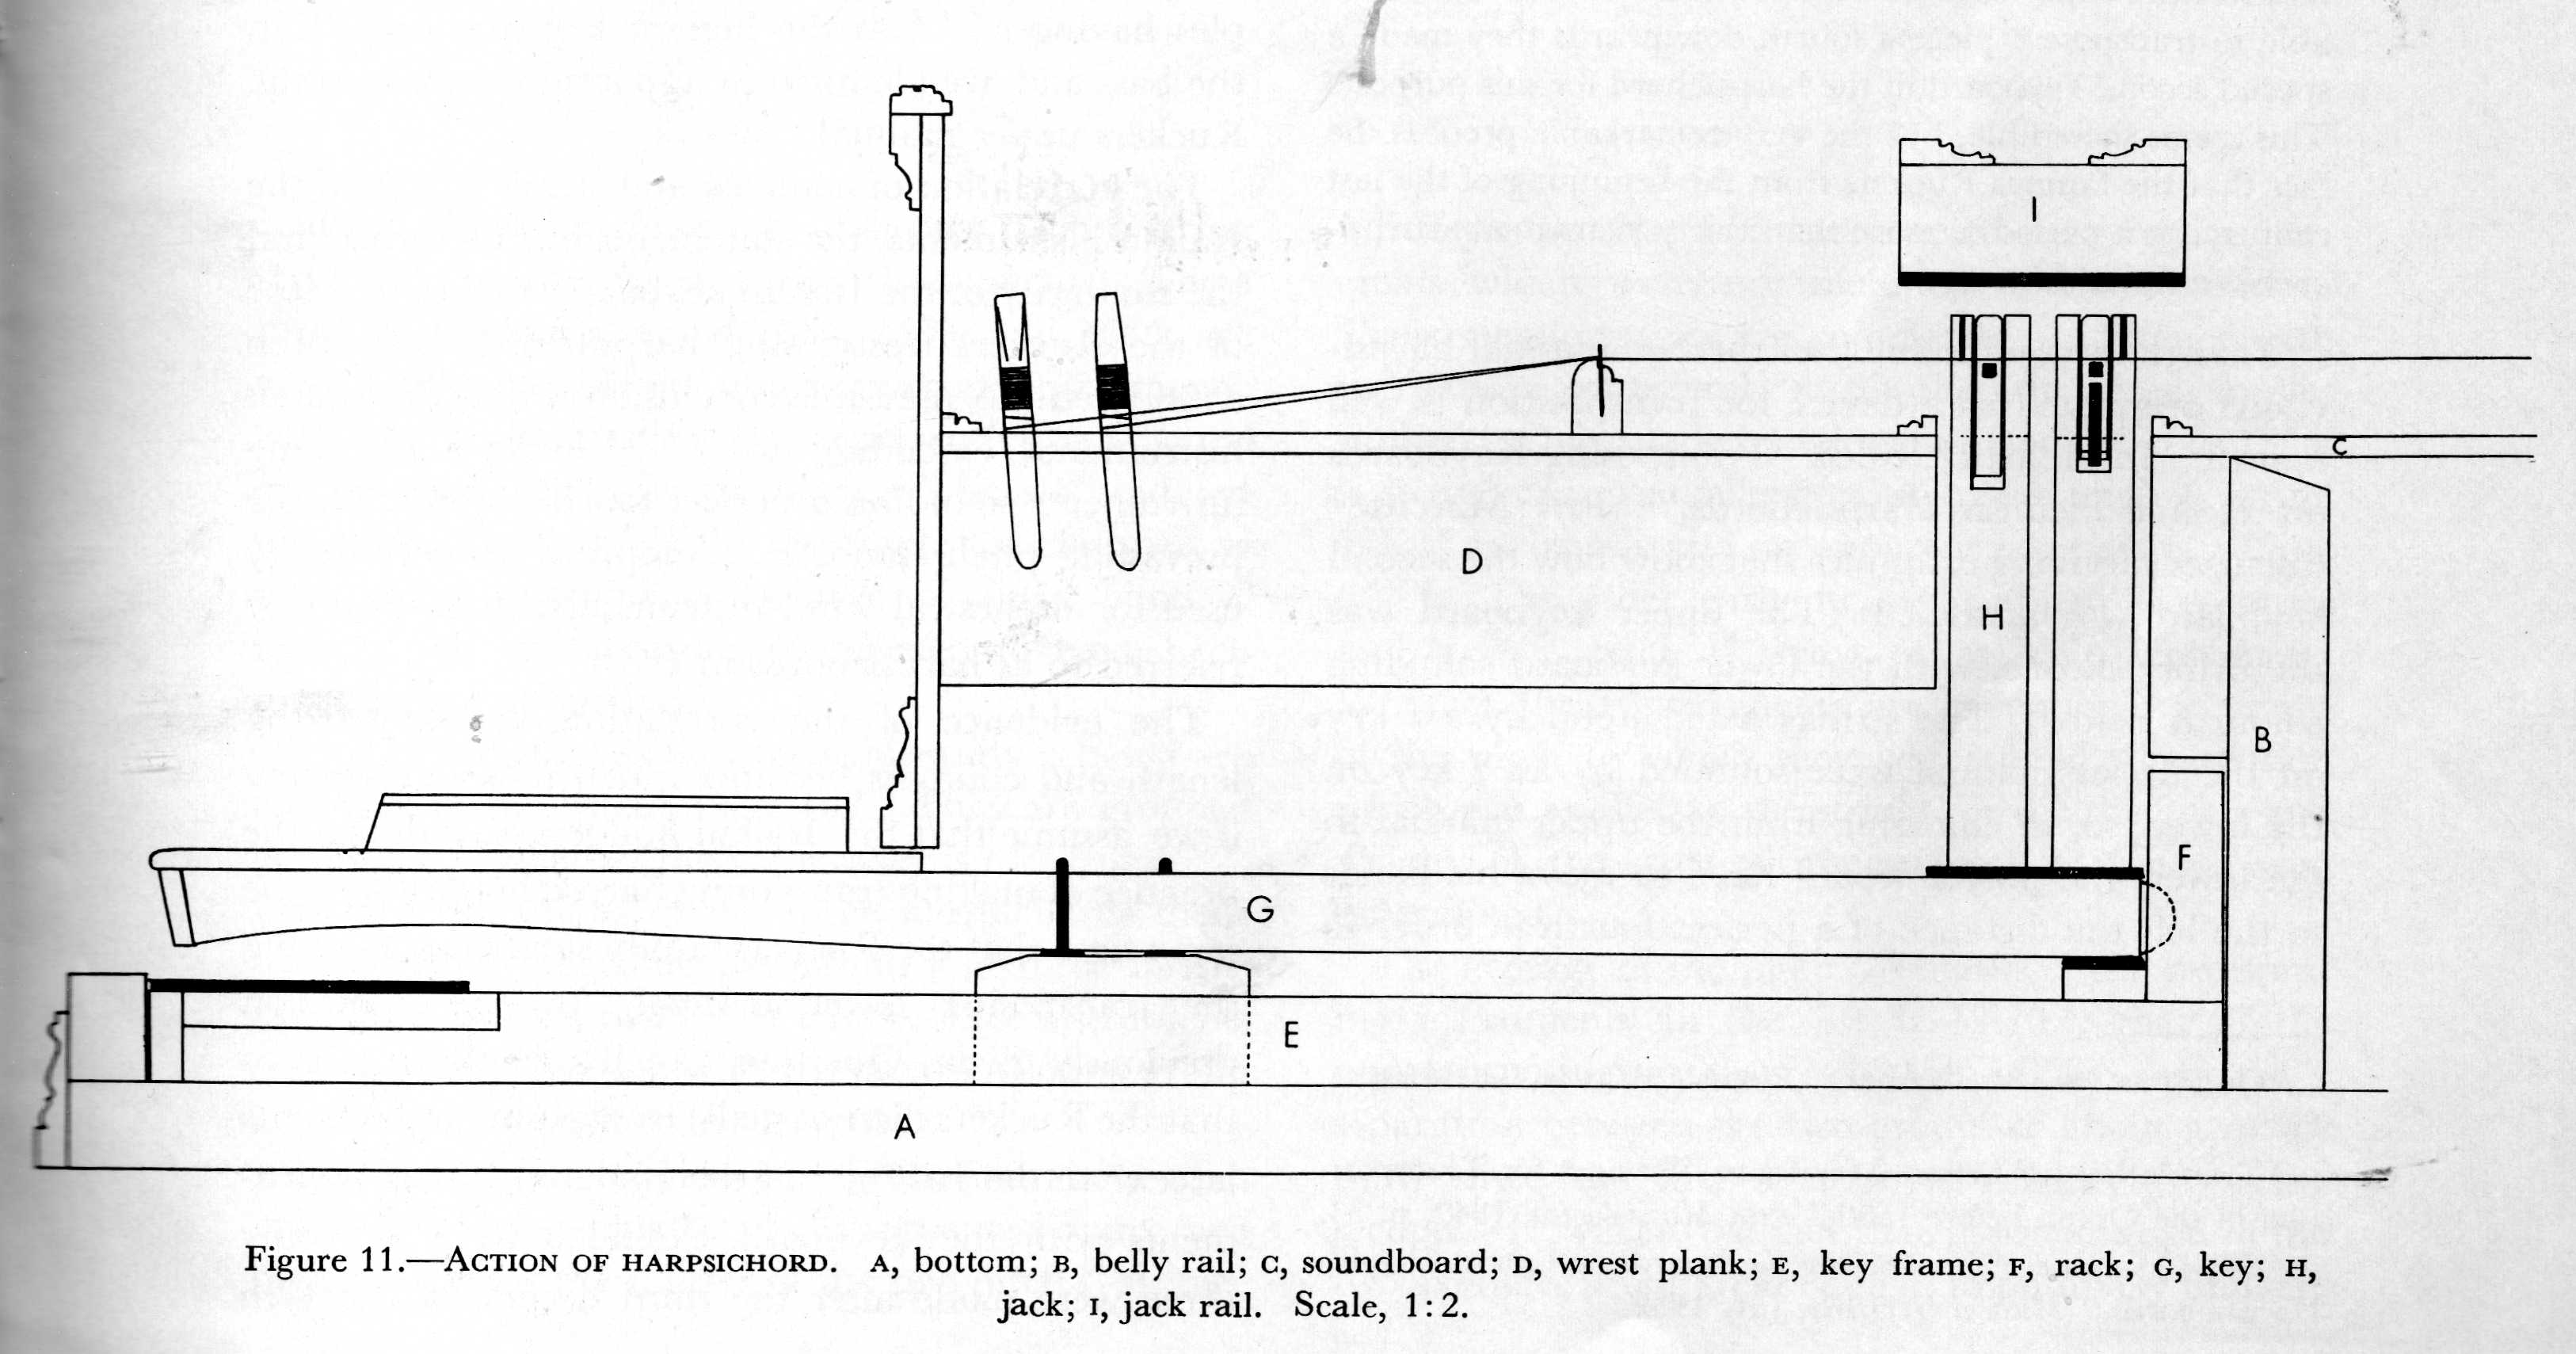 I
C
D
H
B
F
G
E
A
Figure 11.—ACTION OF HARPSICHORD. A, bottom; B, belly rail; C, soundboard; D, wrest plank; E, key frame; F, rack; G, key; H,
jack; I, jack rail. Scale, 1:2.